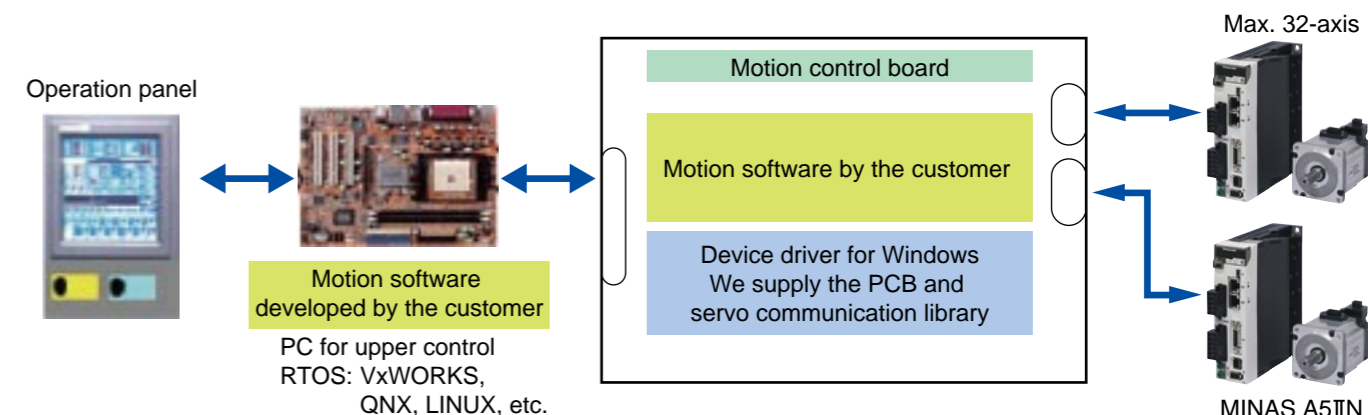 Operation panel
Motion software
developed by the customer
PC for upper control
RTOS: VxWORKS,
QNX, LINUX, etc.
Motion control board
Motion software by the customer
Device driver for Windows
We supply the PCB and
servo communication library
Max. 32-axis
MINAS A5ⅡN